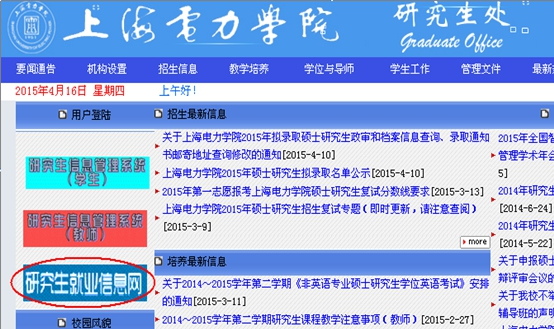 上海電力學院
研究生处
Graduate Office
要闻通告 机构设置 招生信息 教学培养 学位与导师 学生工作 管理文件 最新
2015年4月16日 星期四 上午好!
用户登陆
研究生信息管理系统
(学生)
研究生信息管理系统
(教师)
研究生就业信息网
校园风貌
招生最新信息
关于上海电力学院2015年拟录取硕士研究生政审和档案信息查询、录取通知
书邮寄地址查询修改的通知[2015-4-10]
上海电力学院2015年硕士研究生拟录取名单公示[2015-4-10]
2015年第一志愿报考上海电力学院硕士研究生复试分数线要求[2015-3-13]
上海电力学院2015年硕士研究生招生复试专题(即时更新,请注意查阅)
[2015-3-9]
more
培养最新信息
关于2014～2015学年第二学期《非英语专业硕士研究生学位英语考试》安排
的通知[2015-3-11]
2014～2015学年第二学期研究生课程教学注意事项(教师)[2015-2-27]
2015年全国管
管理学术年会
5]
2014年研究生
[2014-6-24]
2014年研究生
[2014-5-22]
关于申报硕士
辩评审会议的
关于我校不举
辅导班的声明
2014年研究生